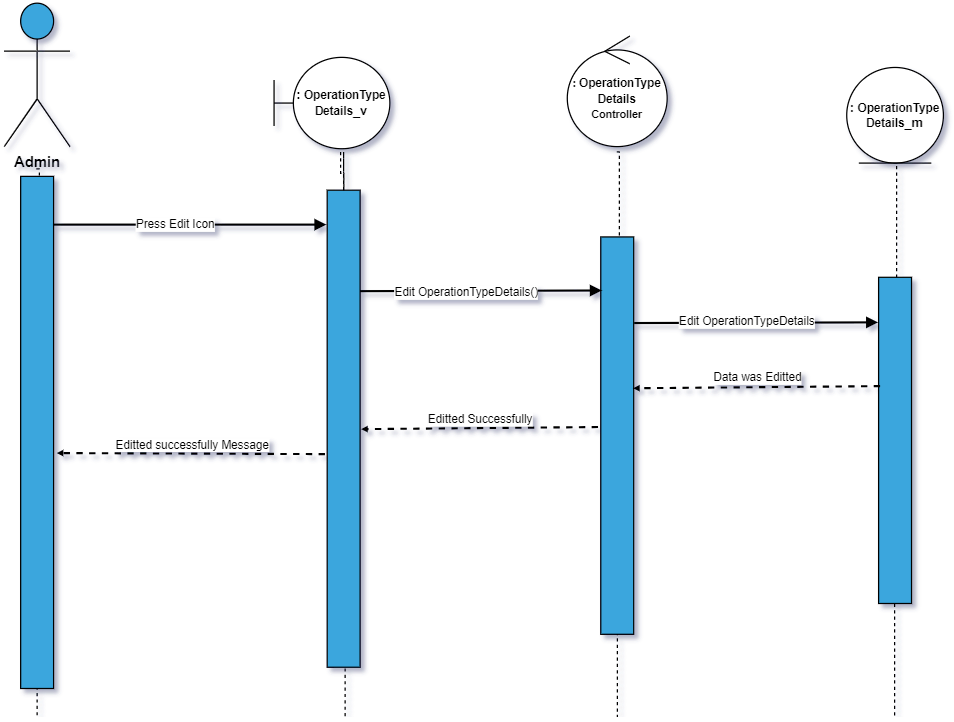 : OperationType
Details_v
: OperationType
Details
Controller
: OperationType
Details_m
Admin
Press Edit Icon
Edit OperationTypeDetails()
Edit OperationTypeDetails
Data was Editted
Editted Successfully
Editted successfully Message